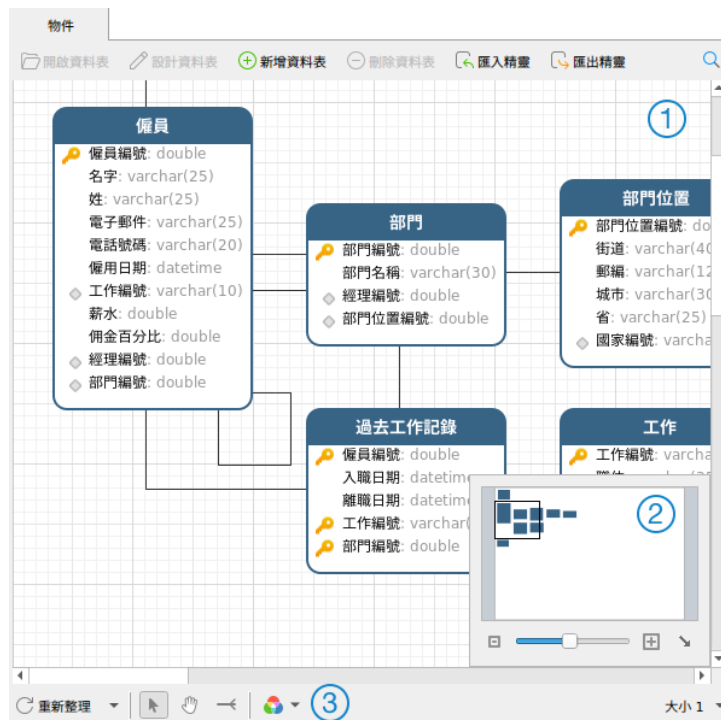 物件
開啟資料表 設計資料表 新增資料表 刪除資料表 匯入精靈 匯出精靈
①
僱員
僱員編號: double
名字: varchar(25)
姓: varchar(25)
電子郵件: varchar(25)
電話號碼: varchar(20)
僱用日期: datetime
工作編號: varchar(10)
薪水: double
佣金百分比: double
經理編號: double
部門編號: double
部門
部門編號: double
部門名稱: varchar(30)
經理編號: double
部門位置編號: double
部門位置
部門位置編號: do
街道: varchar(40
郵編: varchar(12
城市: varchar(30
省: varchar(25)
國家編號: varcha
過去工作記錄
僱員編號: double
入職日期: datetime
離職日期: datetime
工作編號: varchar(
部門編號: double
工作
工作編號: varcha
②
重新整理 ③ 大小 1